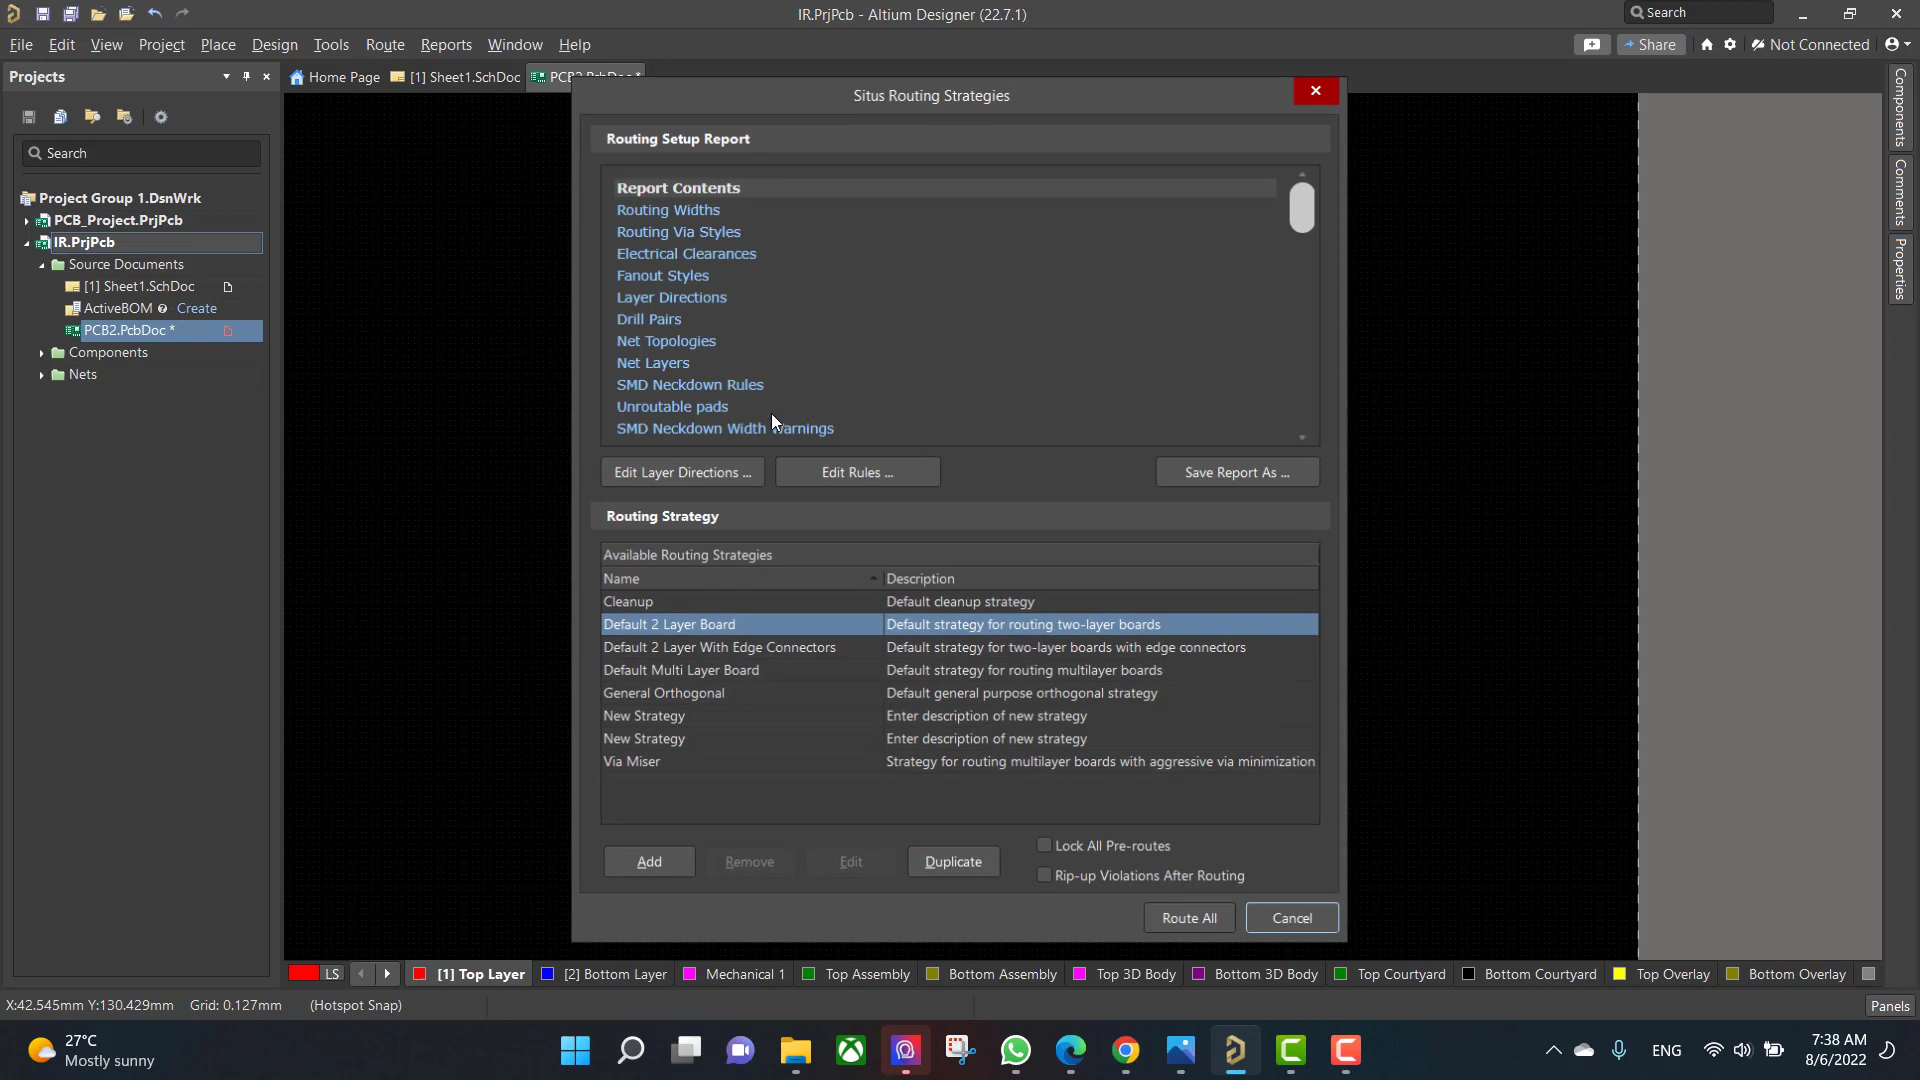 IR.PrjPcb - Altium Designer (22.7.1)
Search
File Edit View Project Place Design Tools Route Reports Window Help
Share
Not Connected
Projects
Home Page
[1] Sheet1.SchDoc
PCB2.PcbDoc *
Search
Project Group 1.DsnWrk
PCB_Project.PrjPcb
IR.PrjPcb
Source Documents
[1] Sheet1.SchDoc
ActiveBOM Create
PCB2.PcbDoc *
Components
Nets
Situs Routing Strategies
Routing Setup Report
Report Contents
Routing Widths
Routing Via Styles
Electrical Clearances
Fanout Styles
Layer Directions
Drill Pairs
Net Topologies
Net Layers
SMD Neckdown Rules
Unroutable pads
SMD Neckdown Width Warnings
Edit Layer Directions ...
Edit Rules ...
Save Report As ...
Routing Strategy
Available Routing Strategies
Name Description
Cleanup Default cleanup strategy
Default 2 Layer Board Default strategy for routing two-layer boards
Default 2 Layer With Edge Connectors Default strategy for two-layer boards with edge connectors
Default Multi Layer Board Default strategy for routing multilayer boards
General Orthogonal Default general purpose orthogonal strategy
New Strategy Enter description of new strategy
New Strategy Enter description of new strategy
Via Miser Strategy for routing multilayer boards with aggressive via minimization
Add
Remove
Edit
Duplicate
Lock All Pre-routes
Rip-up Violations After Routing
Route All
Cancel
Components
Comments
Properties
LS
[1] Top Layer
[2] Bottom Layer
Mechanical 1
Top Assembly
Bottom Assembly
Top 3D Body
Bottom 3D Body
Top Courtyard
Bottom Courtyard
Top Overlay
Bottom Overlay
X:42.545mm Y:130.429mm Grid: 0.127mm (Hotspot Snap)
Panels
27°C
Mostly sunny
ENG
7:38 AM
8/6/2022